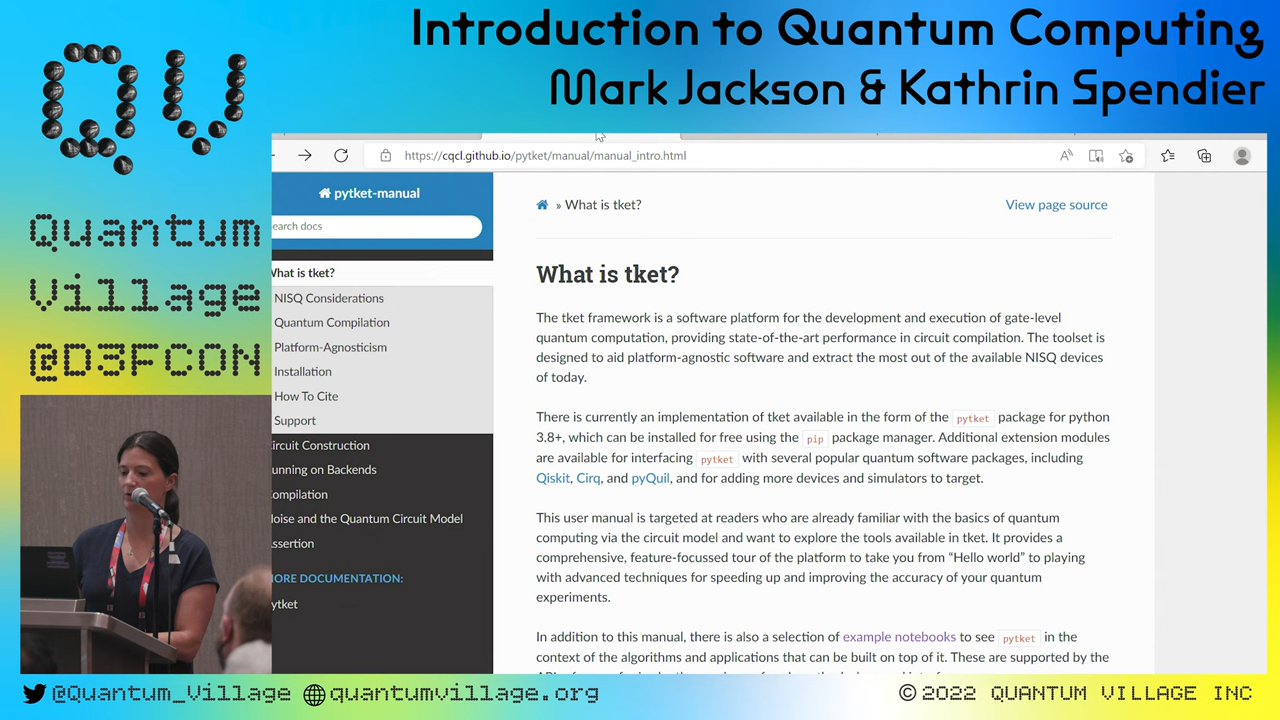 Introduction to Quantum Computing
Mark Jackson & Kathrin Spendier
QV
Quantum
Village
@D3FCON
https://cqcl.github.io/pytket/manual/manual_intro.html
pytket-manual
earch docs
What is tket?
NISQ Considerations
Quantum Compilation
Platform-Agnosticism
Installation
How To Cite
Support
ircuit Construction
unning on Backends
ompilation
oise and the Quantum Circuit Model
ssertion
ORE DOCUMENTATION:
ytket
» What is tket?
View page source
What is tket?
The tket framework is a software platform for the development and execution of gate-level
quantum computation, providing state-of-the-art performance in circuit compilation. The toolset is
designed to aid platform-agnostic software and extract the most out of the available NISQ devices
of today.
There is currently an implementation of tket available in the form of the pytket package for python
3.8+, which can be installed for free using the pip package manager. Additional extension modules
are available for interfacing pytket with several popular quantum software packages, including
Qiskit, Cirq, and pyQuil, and for adding more devices and simulators to target.
This user manual is targeted at readers who are already familiar with the basics of quantum
computing via the circuit model and want to explore the tools available in tket. It provides a
comprehensive, feature-focussed tour of the platform to take you from “Hello world” to playing
with advanced techniques for speeding up and improving the accuracy of your quantum
experiments.
In addition to this manual, there is also a selection of example notebooks to see pytket in the
context of the algorithms and applications that can be built on top of it. These are supported by the
@Quantum_Village
quantumvillage.org
© 2022 QUANTUM VILLAGE INC